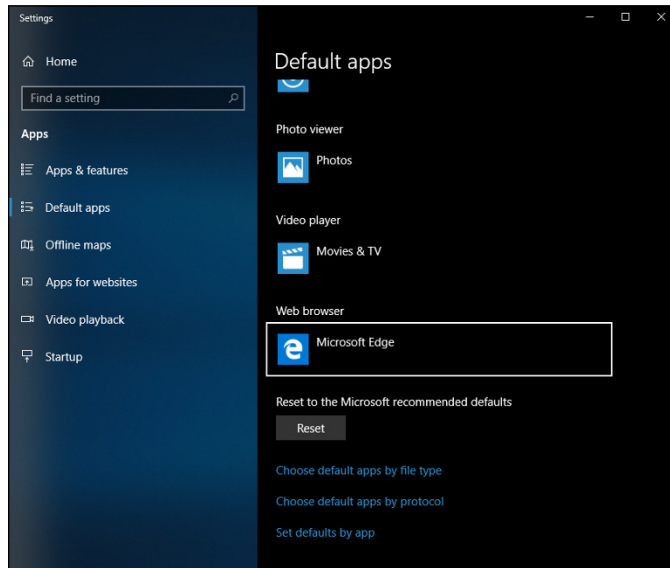 Settings
Home
Find a setting
Apps
Apps & features
Default apps
Offline maps
Apps for websites
Video playback
Startup
Default apps
Photo viewer
Photos
Video player
Movies & TV
Web browser
Microsoft Edge
Reset to the Microsoft recommended defaults
Reset
Choose default apps by file type
Choose default apps by protocol
Set defaults by app